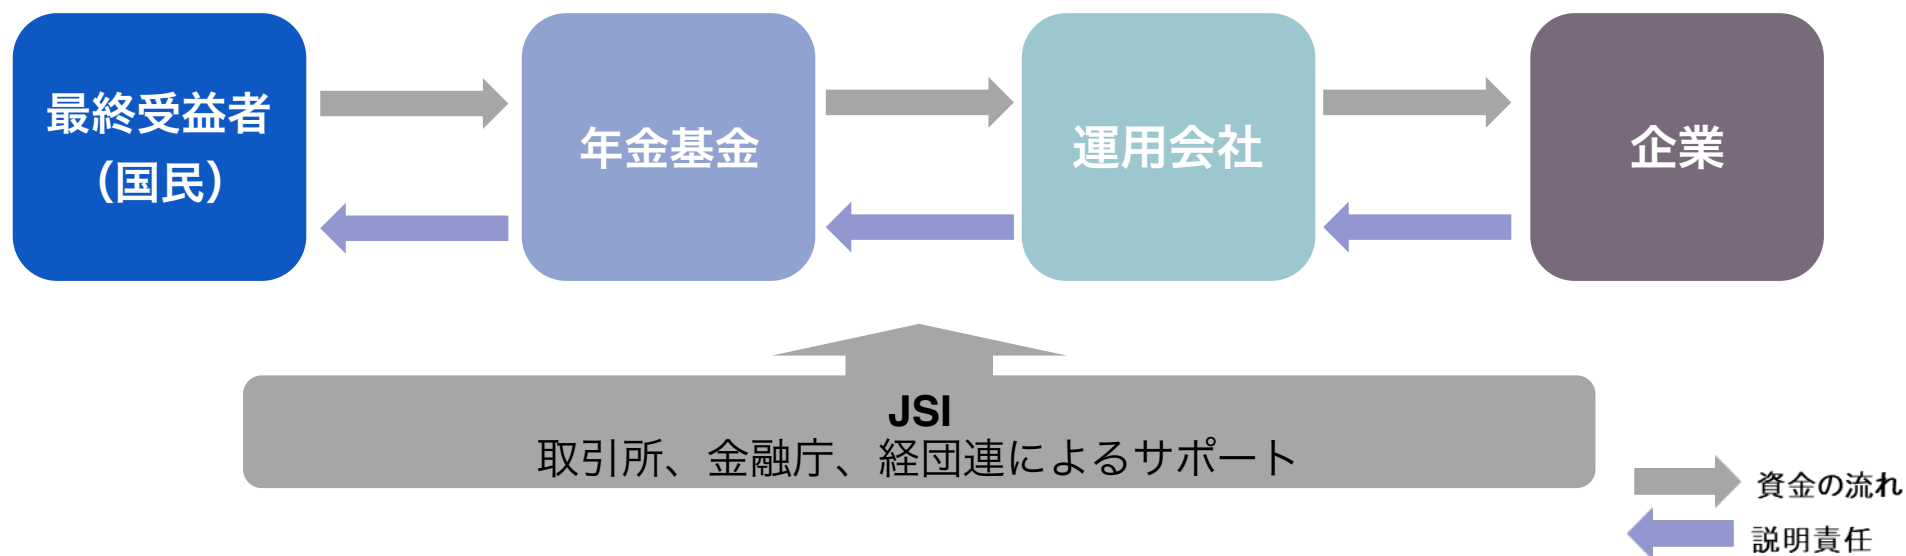 最終受益者
（国民）
年金基金
運用会社
企業
JSI
取引所、金融庁、経団連によるサポート
資金の流れ
説明責任